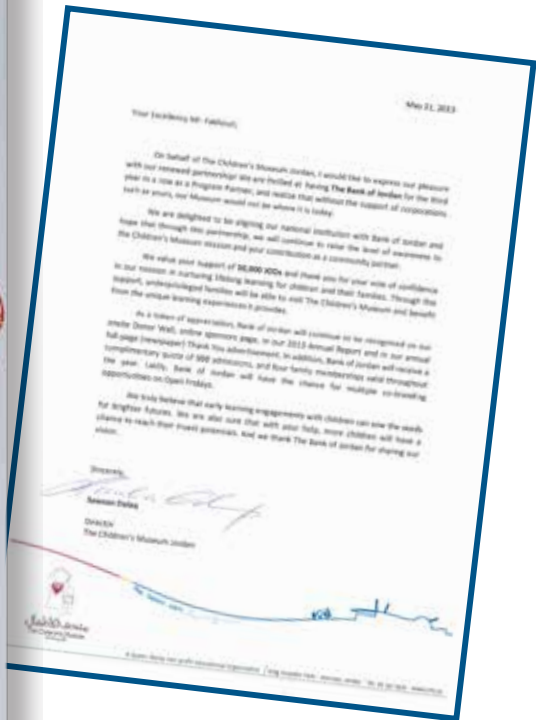 May 21, 2013
Your Excellency Mr. Fakhouri,
On behalf of The Children's Museum Jordan, I would like to express our pleasure
with our renewed partnership! We are thrilled at having The Bank of Jordan for the third
year in a row as a Program Partner, and realize that without the support of corporations
such as yours, our Museum would not be where it is today.
We are delighted to be aligning our national institution with Bank of Jordan and
hope that through this partnership, we will continue to raise the level of awareness to
the Children's Museum mission and your contribution as a community partner.
We value your support of 50,000 JODs and thank you for your vote of confidence
in our mission in nurturing lifelong learning for children and their families. Through this
support, underprivileged families will be able to visit The Children's Museum and benefit
from the unique learning experiences it provides.
As a token of appreciation, Bank of Jordan will continue to be recognized on our
onsite Donor Wall, online sponsors page, in our 2013 Annual Report and in our annual
full page (newspaper) Thank You advertisement. In addition, Bank of Jordan will receive a
complimentary quota of 500 admissions, and four family memberships valid throughout
the year. Lastly, Bank of Jordan will have the chance for multiple co-branding
opportunities on Open Fridays.
We truly believe that early learning engagements with children can sow the seeds
for brighter futures. We are also sure that with your help, more children will have a
chance to reach their truest potentials. And we thank The Bank of Jordan for sharing our
vision.
Sincerely,
Sawsan Dalaq
Director
The Children's Museum Jordan
متحف الأطفال
The Children's Museum